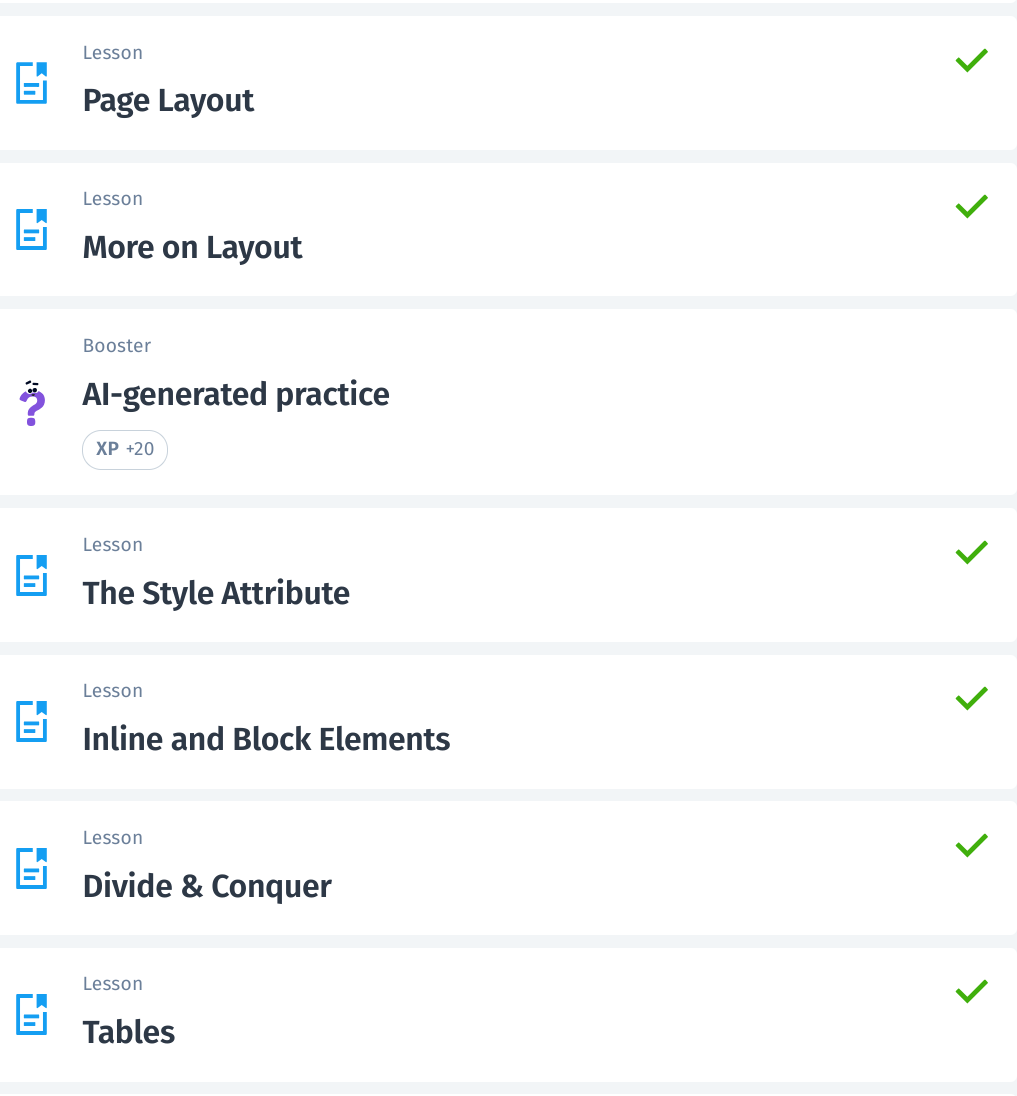 Lesson
Page Layout
Lesson
More on Layout
Booster
AI-generated practice
XP +20
Lesson
The Style Attribute
Lesson
Inline and Block Elements
Lesson
Divide & Conquer
Lesson
Tables